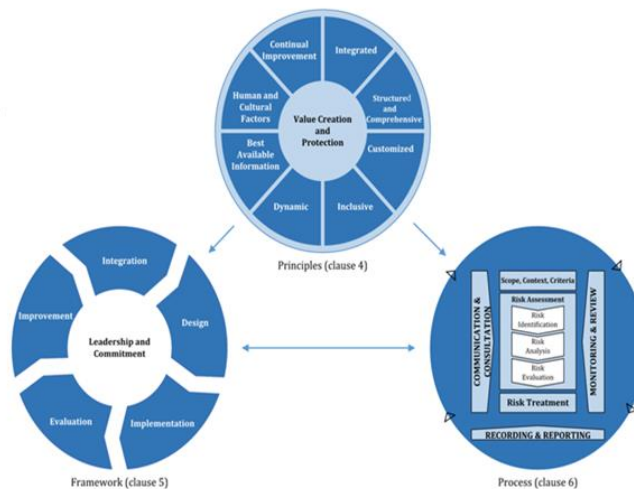 Continual
Improvement
Integrated
Human and
Cultural
Factors
Structured
and
Comprehensive
Value Creation
and
Protection
Best
Available
Information
Customized
Dynamic
Inclusive
Principles (clause 4)
Integration
Improvement
Design
Leadership and
Commitment
Evaluation
Implementation
Framework (clause 5)
COMMUNICATION &
CONSULTATION
Scope, Context, Criteria
Risk Assessment
Risk
Identification
Risk
Analysis
Risk
Evaluation
Risk Treatment
MONITORING & REVIEW
RECORDING & REPORTING
Process (clause 6)